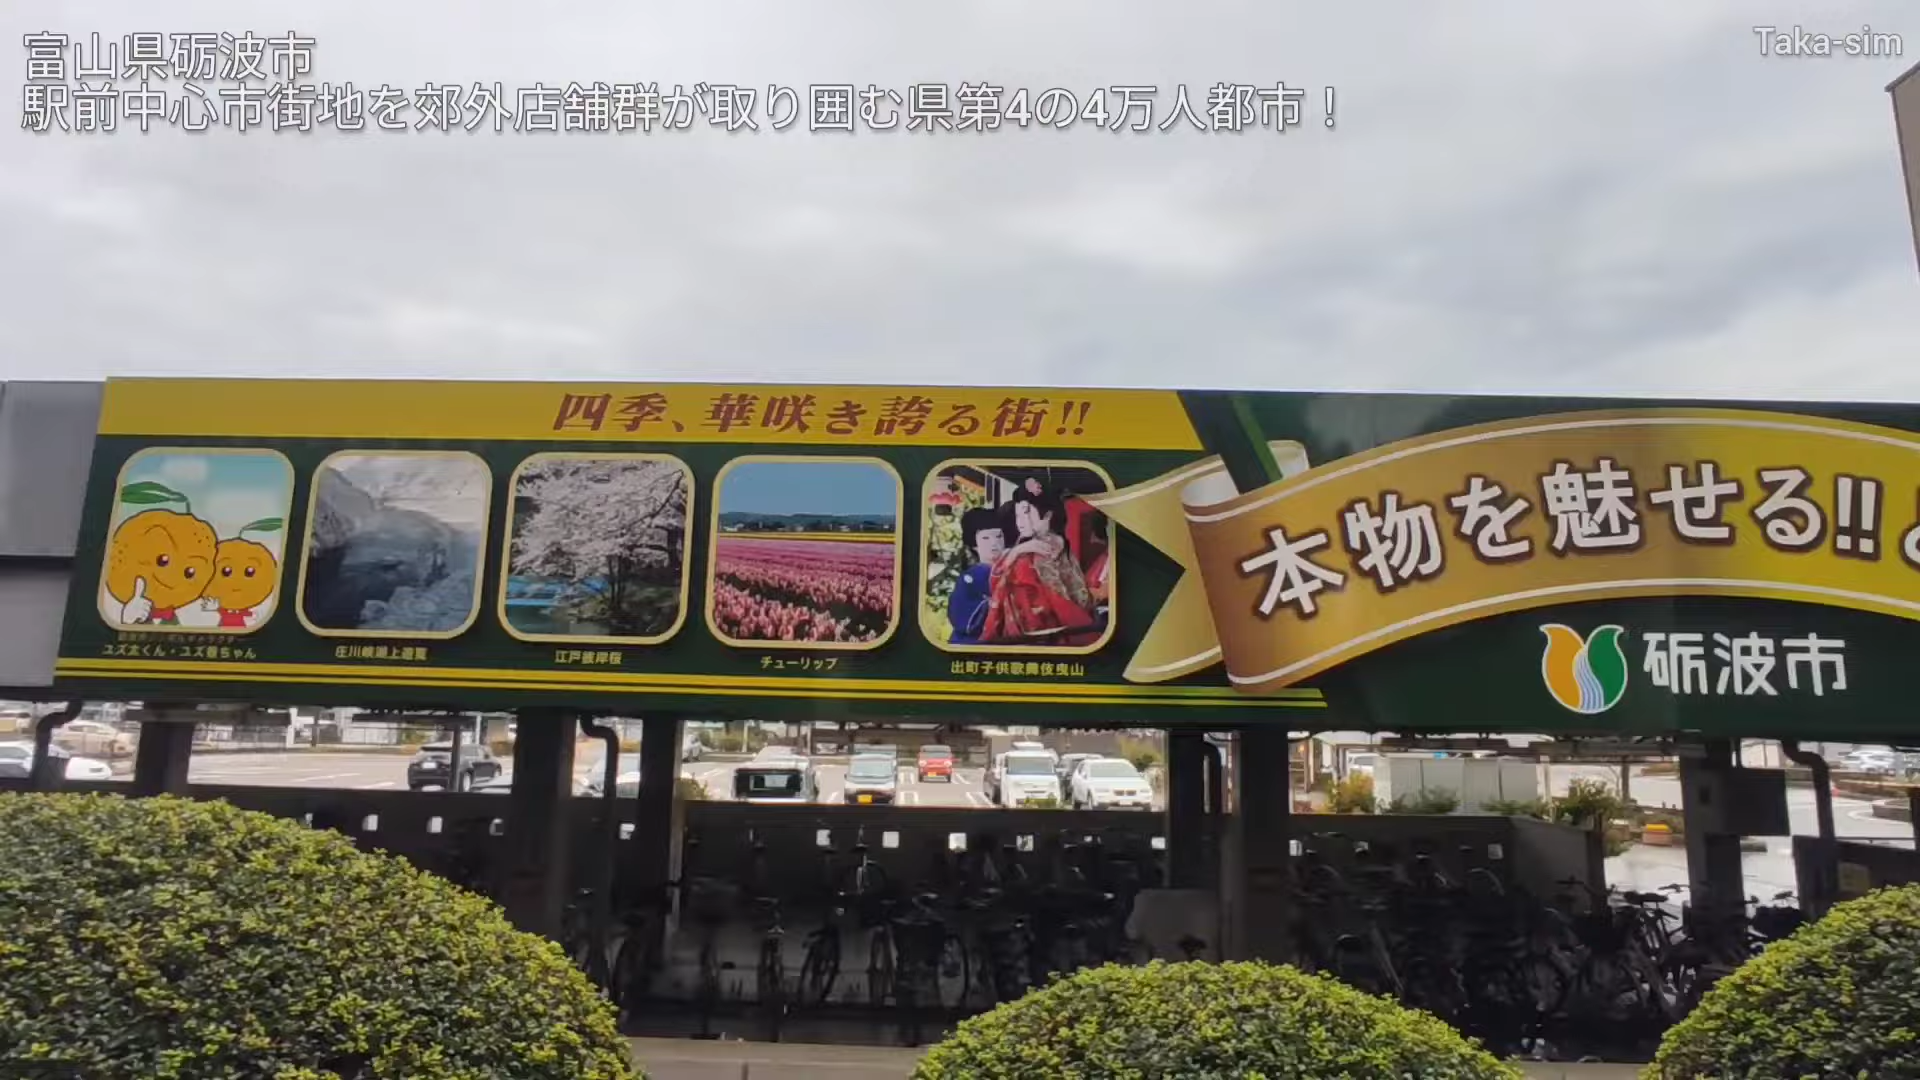 富山県砺波市
駅前中心市街地を郊外店舗群が取り囲む県第4の4万人都市！
Taka-sim
四季、華咲き誇る街!!
本物を魅せる!!
砺波市
ユズ太くん・ユズ香ちゃん
庄川峡湖上遊覧
江戸彼岸桜
チューリップ
出町子供歌舞伎曳山